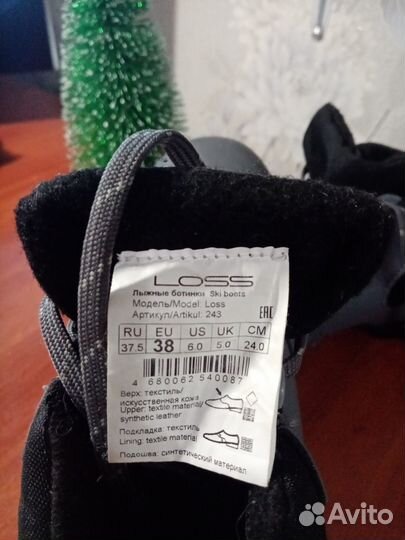 LOSS
Лыжные ботинки Ski boots
Модель/Model: Loss
Артикул/Artikul: 243
EAC
RU EU US UK CM
37.5 38 6.0 5.0 24.0
4 680062 540087
Верх: текстиль/
искусственная кожа
Upper: textile material/
synthetic leather
Подкладка: текстиль
Lining: textile material
Подошва: синтетический материал
Avito